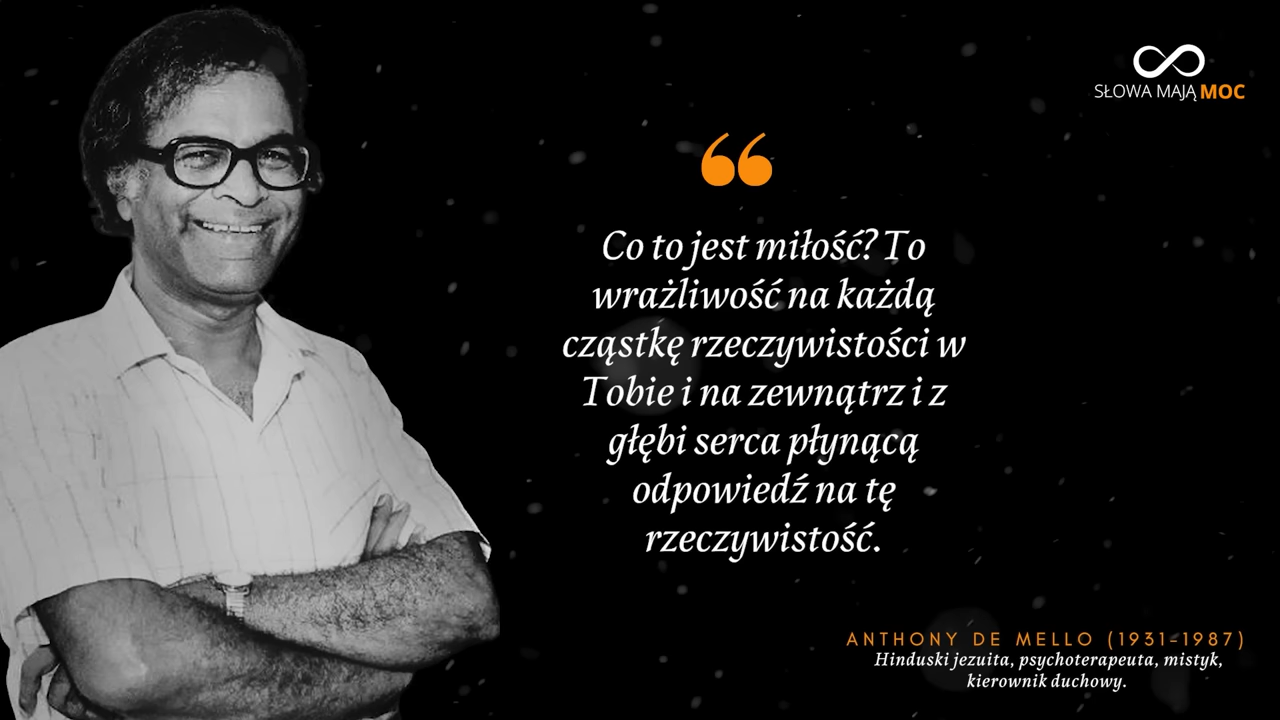 SŁOWA MAJĄ MOC
Co to jest miłość? To
wrażliwość na każdą
cząstkę rzeczywistości w
Tobie i na zewnątrz i z
głębi serca płynącą
odpowiedź na tę
rzeczywistość.
ANTHONY DE MELLO (1931-1987)
Hinduski jezuita, psychoterapeuta, mistyk,
kierownik duchowy.